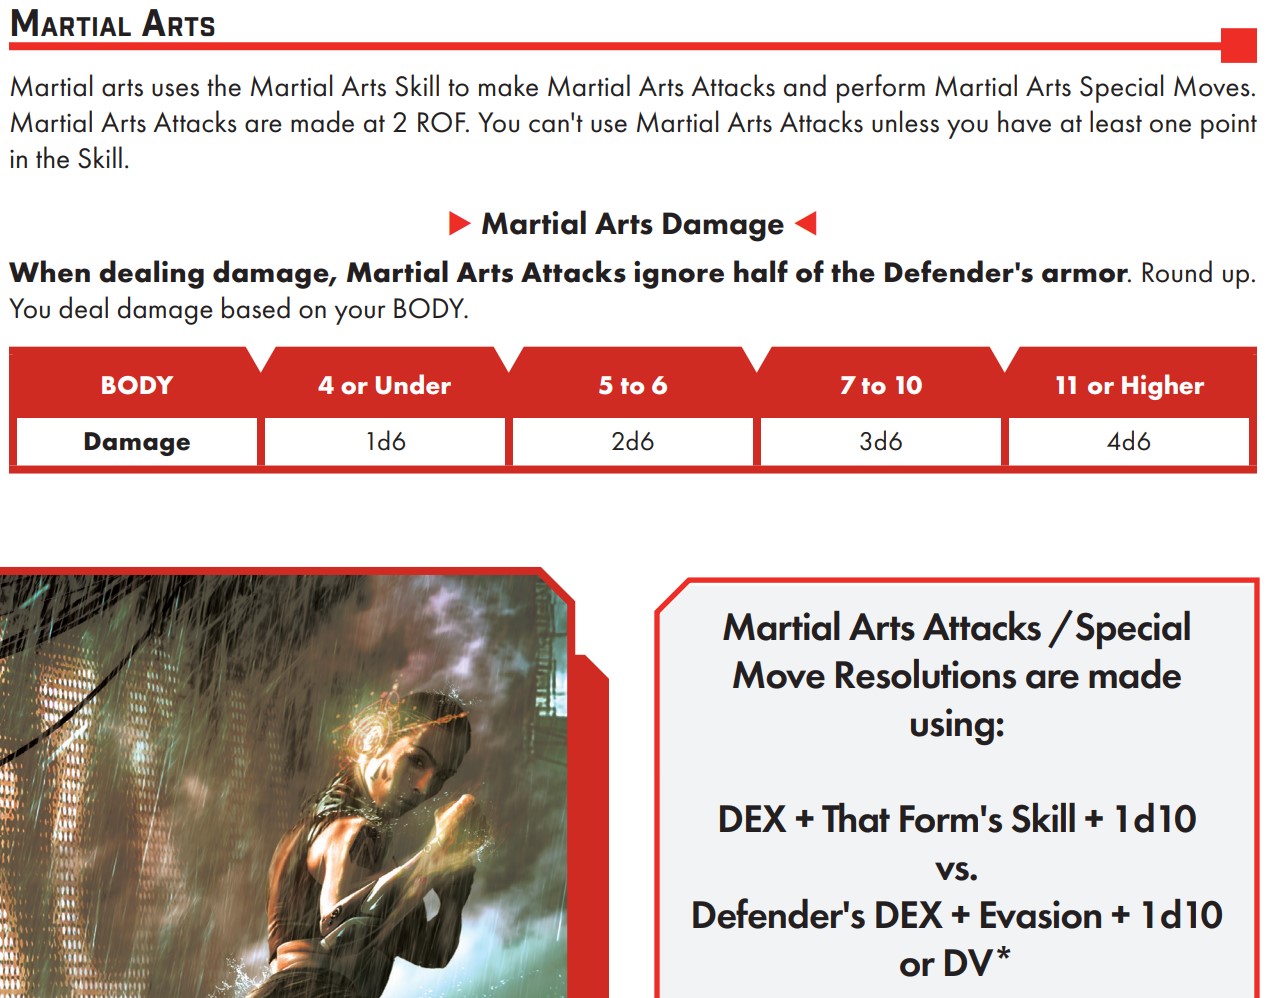 Martial Arts
Martial arts uses the Martial Arts Skill to make Martial Arts Attacks and perform Martial Arts Special Moves.
Martial Arts Attacks are made at 2 ROF. You can't use Martial Arts Attacks unless you have at least one point
in the Skill.
Martial Arts Damage
When dealing damage, Martial Arts Attacks ignore half of the Defender's armor. Round up.
You deal damage based on your BODY.
BODY 4 or Under 5 to 6 7 to 10 11 or Higher
Damage 1d6 2d6 3d6 4d6
Martial Arts Attacks /Special
Move Resolutions are made
using:
DEX + That Form's Skill + 1d10
vs.
Defender's DEX + Evasion + 1d10
or DV*